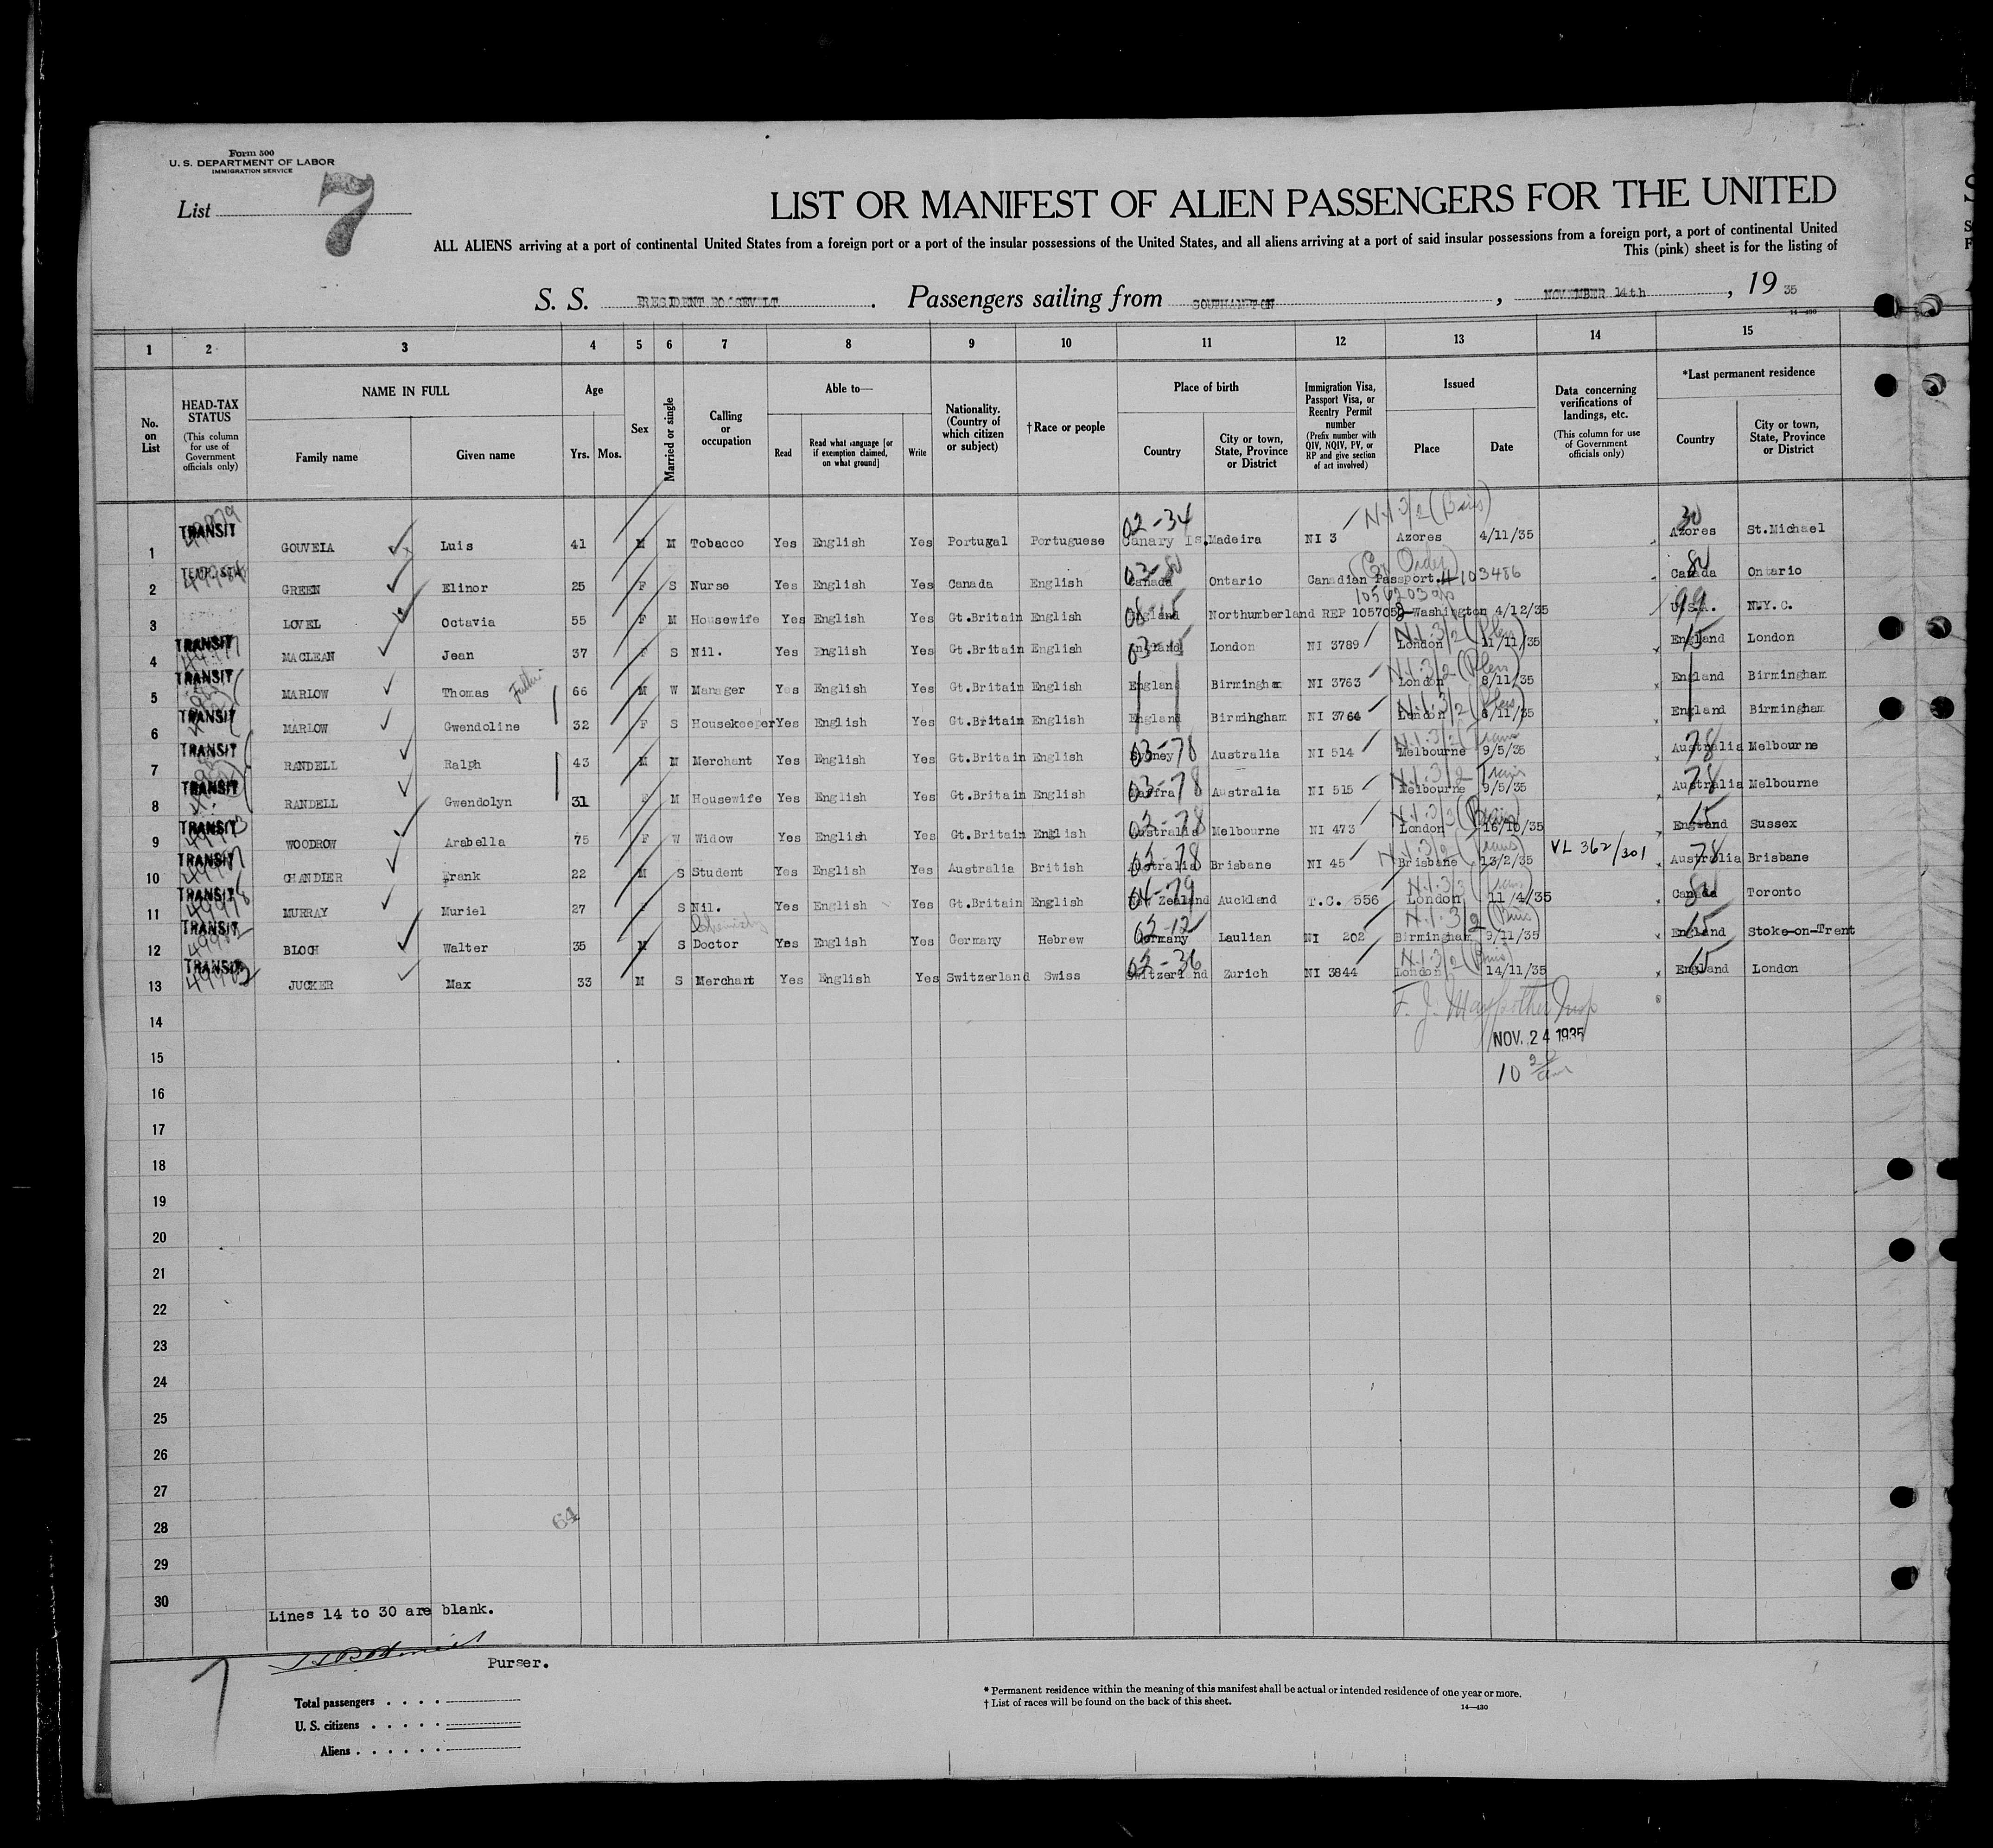 Form 500
U. S. DEPARTMENT OF LABOR
IMMIGRATION SERVICE
List 7
LIST OR MANIFEST OF ALIEN PASSENGERS FOR THE UNITED
ALL ALIENS arriving at a port of continental United States from a foreign port or a port of the insular possessions of the United States, and all aliens arriving at a port of said insular possessions from a foreign port, a port of continental United
This (pink) sheet is for the listing of
S. S. PRESIDENT ROOSEVELT. Passengers sailing from SOUTHAMPTON, NOVEMBER 14th, 19 35
1 2 3 4 5 6 7 8 9 10 11 12 13 14 15
No. on List
HEAD-TAX STATUS (This column for use of Government officials only)
NAME IN FULL
Family name Given name
Age
Yrs. Mos.
Sex
Married or single
Calling or occupation
Able to—
Read Read what language [or if exemption claimed, on what ground] Write
Nationality. (Country of which citizen or subject)
†Race or people
Place of birth
Country City or town, State, Province or District
Immigration Visa, Passport Visa, or Reentry Permit number (Prefix number with QIV, NQIV, PV, or RP and give section of act involved)
Issued
Place Date
Data concerning verifications of landings, etc. (This column for use of Government officials only)
*Last permanent residence
Country City or town, State, Province or District
02-34 N.I.3/2 30
1 TRANSIT GOUVEIA Luis 41 M M Tobacco Yes English Yes Portugal Portuguese Canary Is. Madeira NI 3 Azores 4/11/35 Azores St.Michael
2 GREEN Elinor 25 F S Nurse Yes English Yes Canada English Canada Ontario Canadian Passport 4103486 Canada Ontario
3 LOVEL Octavia 55 F M Housewife Yes English Yes Gt.Britain English England Northumberland REP Washington 4/12/35 U.S.A. N.Y.C.
4 TRANSIT MACLEAN Jean 37 F S Nil. Yes English Yes Gt.Britain English England London NI 3789 London 11/11/35 England London
5 TRANSIT MARLOW Thomas 66 M W Manager Yes English Yes Gt.Britain English England Birmingham NI 3763 London 8/11/35 England Birmingham
6 TRANSIT MARLOW Gwendoline 32 F S Housekeeper Yes English Yes Gt.Britain English England Birmingham NI 3764 London 8/11/35 England Birmingham
7 TRANSIT RANDELL Ralph 43 M M Merchant Yes English Yes Gt.Britain English Sydney Australia NI 514 Melbourne 9/5/35 Australia Melbourne
8 TRANSIT RANDELL Gwendolyn 31 F M Housewife Yes English Yes Gt.Britain English Australia NI 515 Melbourne 9/5/35 Australia Melbourne
9 TRANSIT WOODROW Arabella 75 F W Widow Yes English Yes Gt.Britain English Australia Melbourne NI 473 London 16/10/35 England Sussex
10 TRANSIT CHANDIER Frank 22 M S Student Yes English Yes Australia British Australia Brisbane NI 45 Brisbane 13/2/35 VL 362/301 Australia Brisbane
11 TRANSIT MURRAY Muriel 27 F S Nil. Yes English Yes Gt.Britain English New Zealand Auckland T.C. 556 London 11/4/35 Canada Toronto
12 TRANSIT BLOCH Walter 35 M S Doctor Yes English Yes Germany Hebrew Germany Laulian NI 202 Birmingham 9/11/35 England Stoke-on-Trent
13 TRANSIT JUCKER Max 33 M S Merchant Yes English Yes Switzerland Swiss Switzerland Zurich NI 3844 London 14/11/35 England London
14
NOV. 24 1935
15
16
17
18
19
20
21
22
23
24
25
26
27
28
64
29
30
Lines 14 to 30 are blank.
Purser.
Total passengers
U. S. citizens
Aliens
* Permanent residence within the meaning of this manifest shall be actual or intended residence of one year or more.
† List of races will be found on the back of this sheet.
14—430